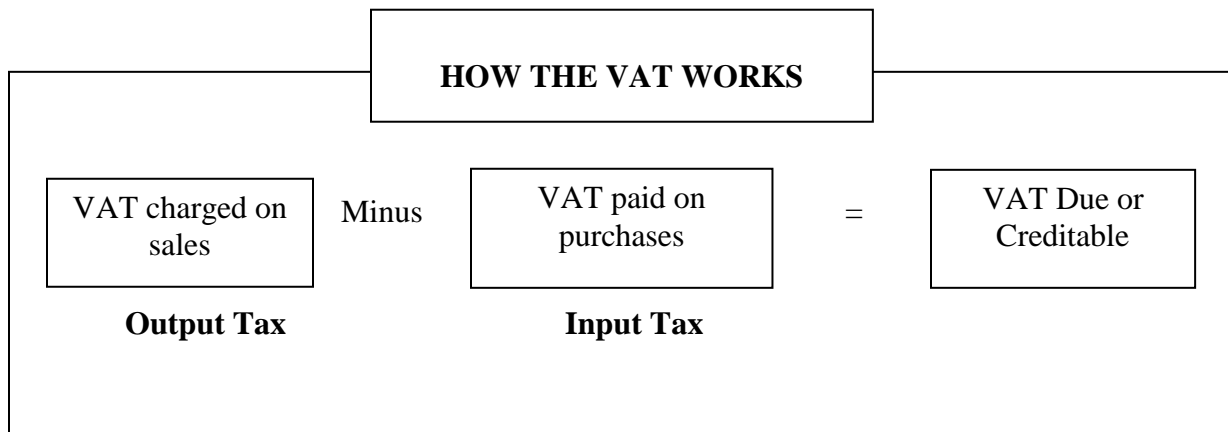 HOW THE VAT WORKS
VAT charged on
sales
Minus
VAT paid on
purchases
=
VAT Due or
Creditable
Output Tax
Input Tax